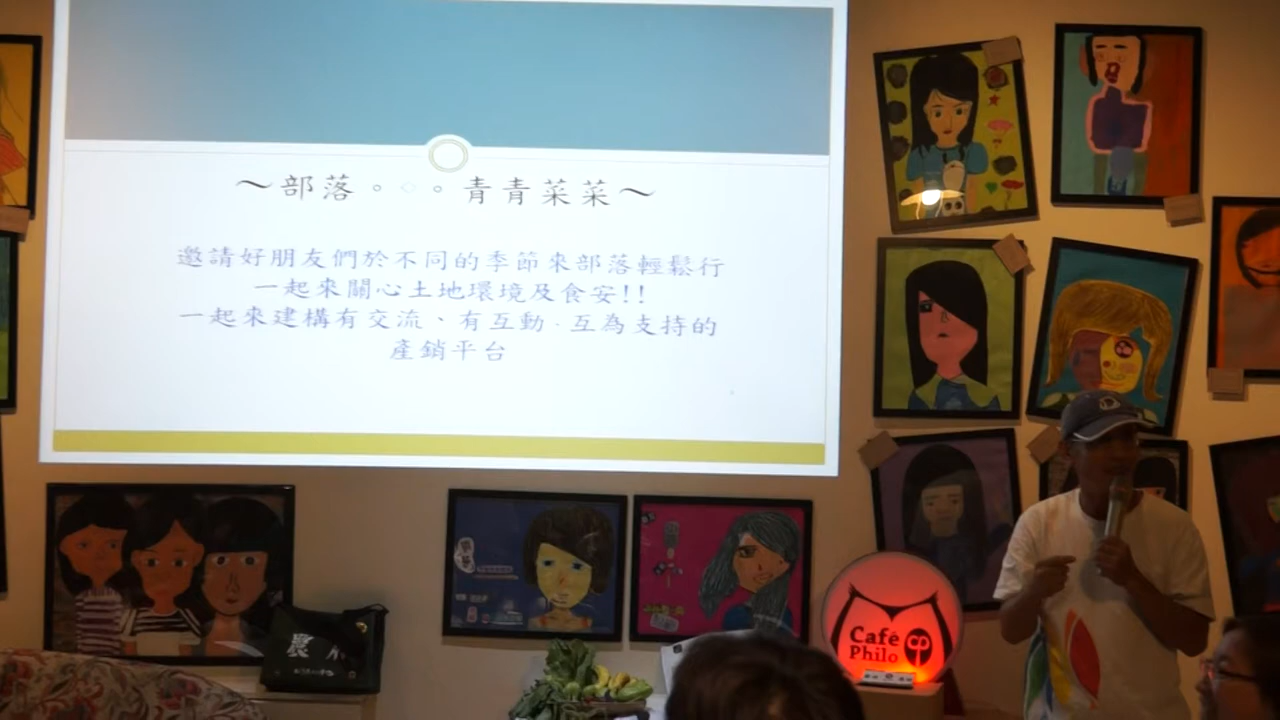 ～部落。。。青青菜菜～
邀請好朋友們於不同的季節來部落輕鬆行
一起來關心土地環境及食安!!
一起來建構有交流、有互動‧互為支持的
產銷平台
Café
Philo
農